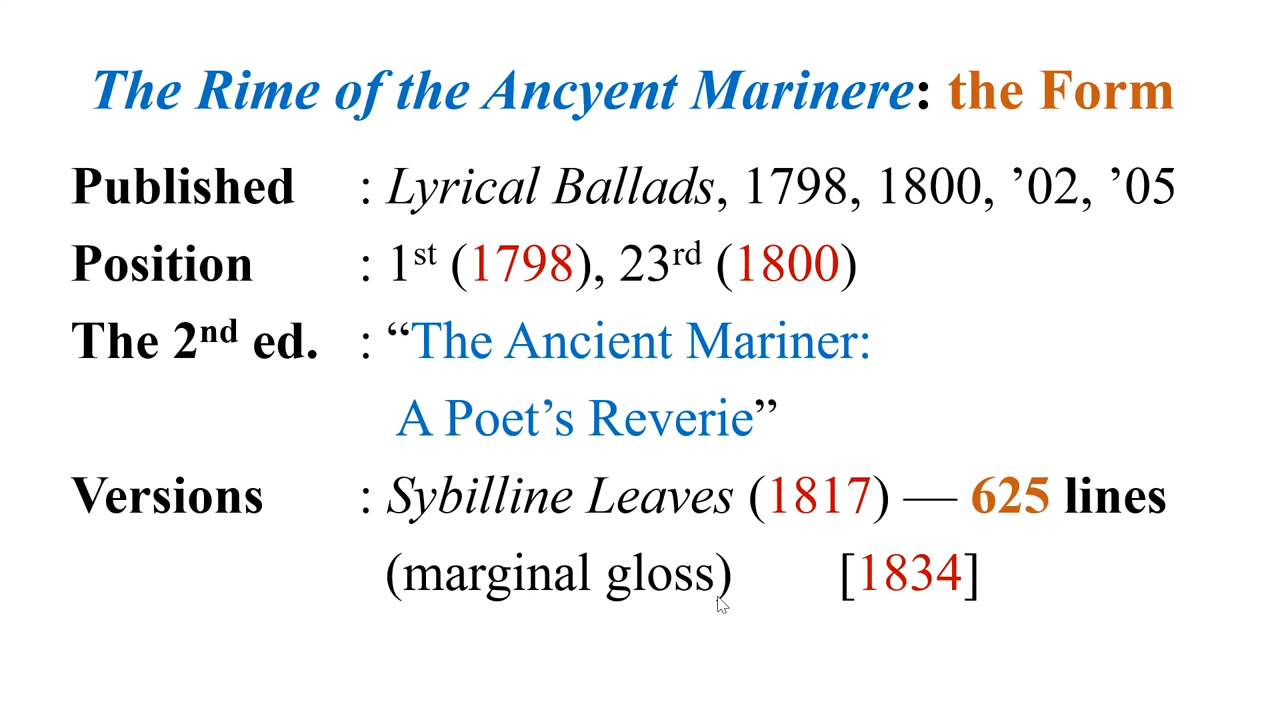 The Rime of the Ancyent Marinere: the Form
Published : Lyrical Ballads, 1798, 1800, ’02, ’05
Position : 1st (1798), 23rd (1800)
The 2nd ed. : “The Ancient Mariner:
A Poet’s Reverie”
Versions : Sybilline Leaves (1817) — 625 lines
(marginal gloss) [1834]